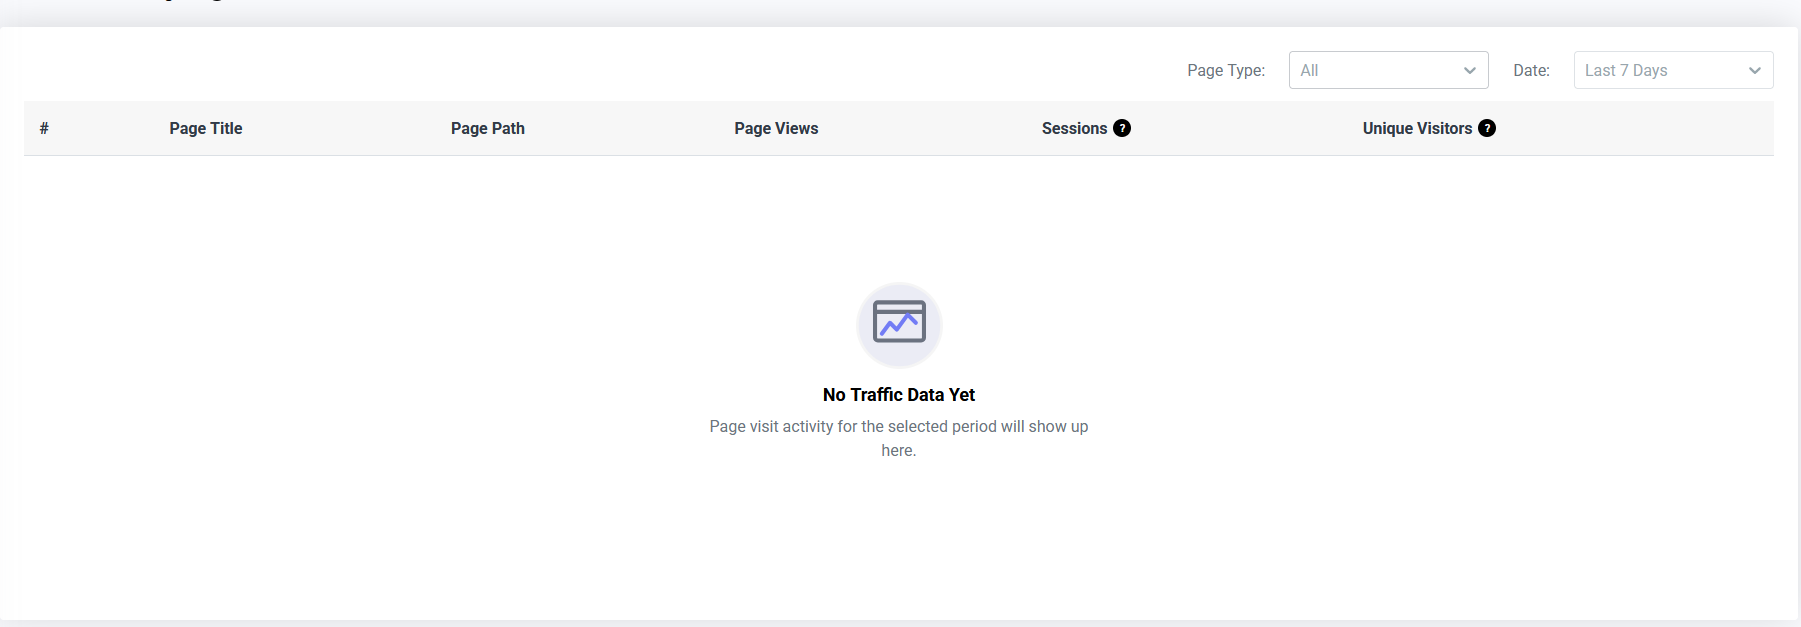 Page Type: All Date: Last 7 Days
# Page Title Page Path Page Views Sessions ? Unique Visitors ?
No Traffic Data Yet
Page visit activity for the selected period will show up
here.